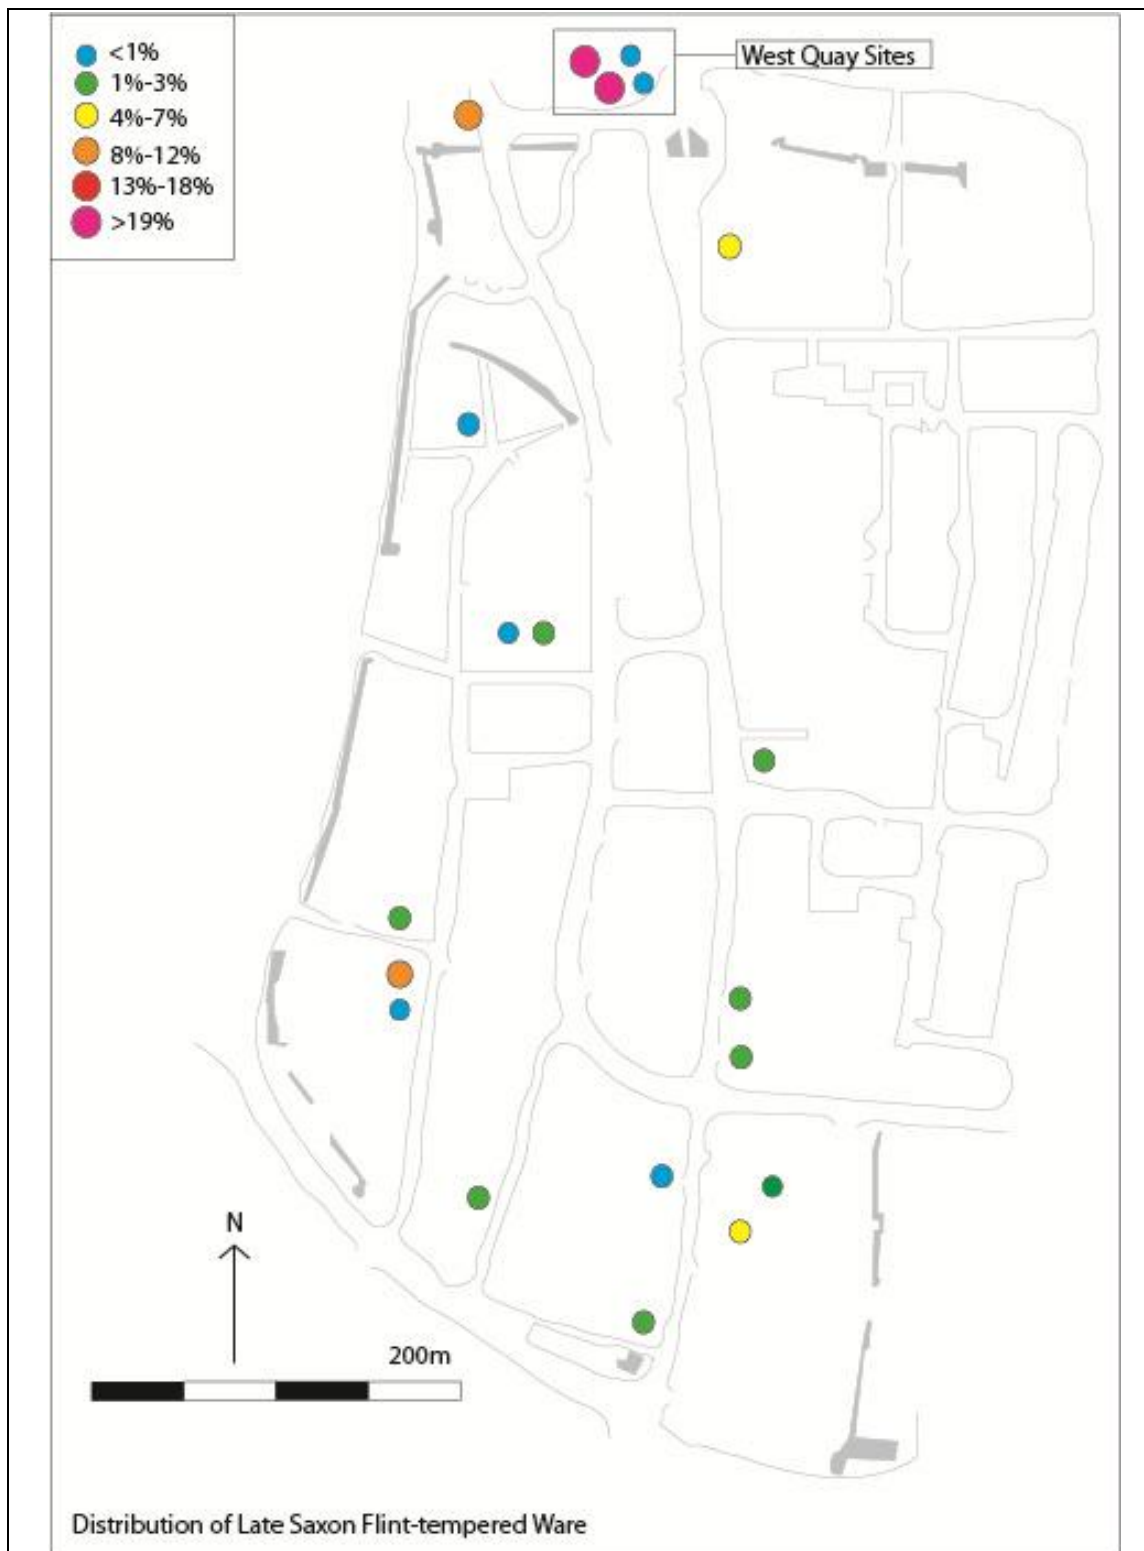 <1%
1%-3%
4%-7%
8%-12%
13%-18%
>19%
West Quay Sites
N
200m
Distribution of Late Saxon Flint-tempered Ware